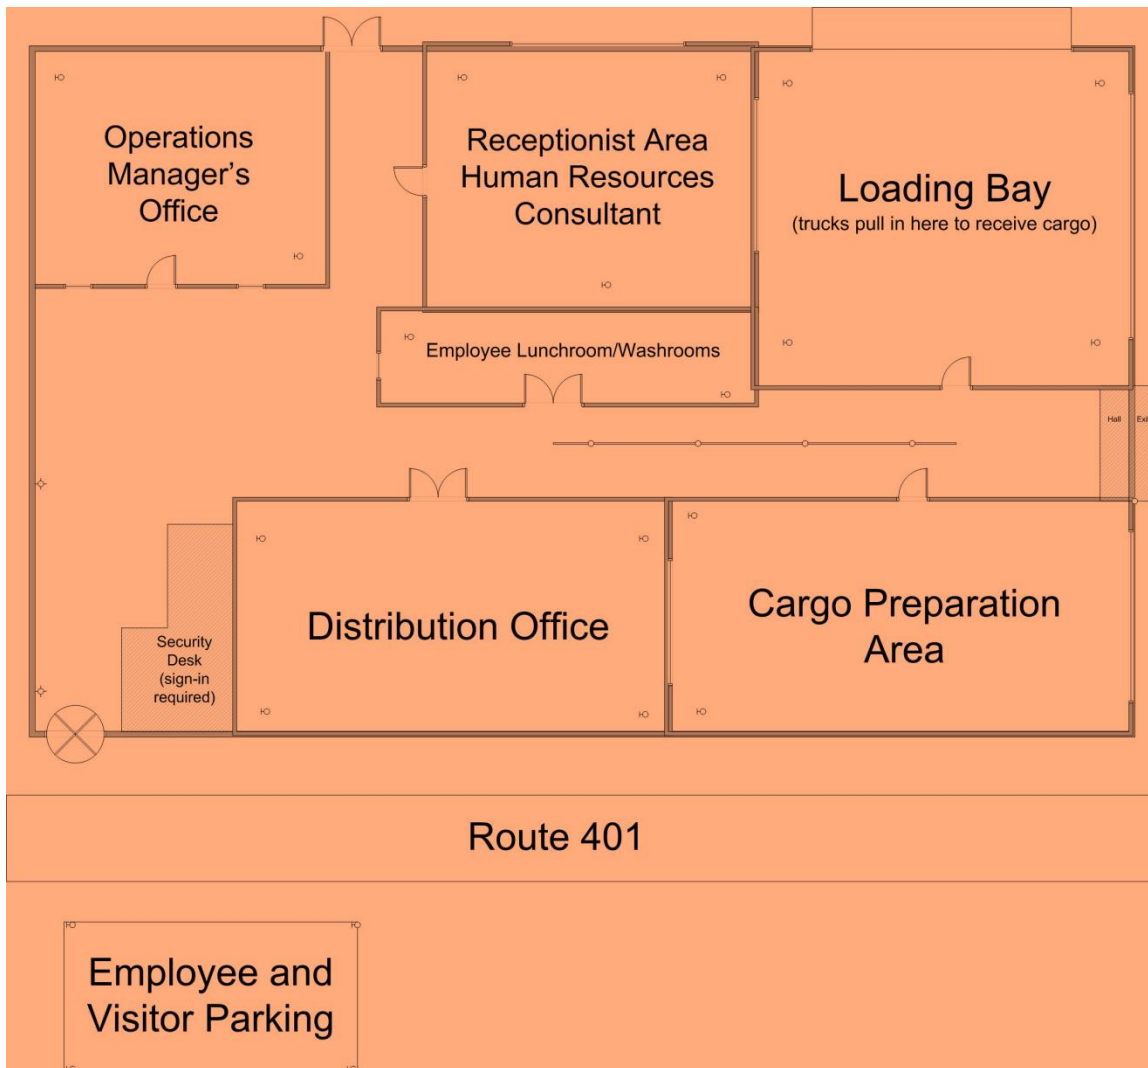 Operations
Manager's
Office
Receptionist Area
Human Resources
Consultant
Loading Bay
(trucks pull in here to receive cargo)
Employee Lunchroom/Washrooms
Hall
Exit
Security
Desk
(sign-in
required)
Distribution Office
Cargo Preparation
Area
Route 401
Employee and
Visitor Parking